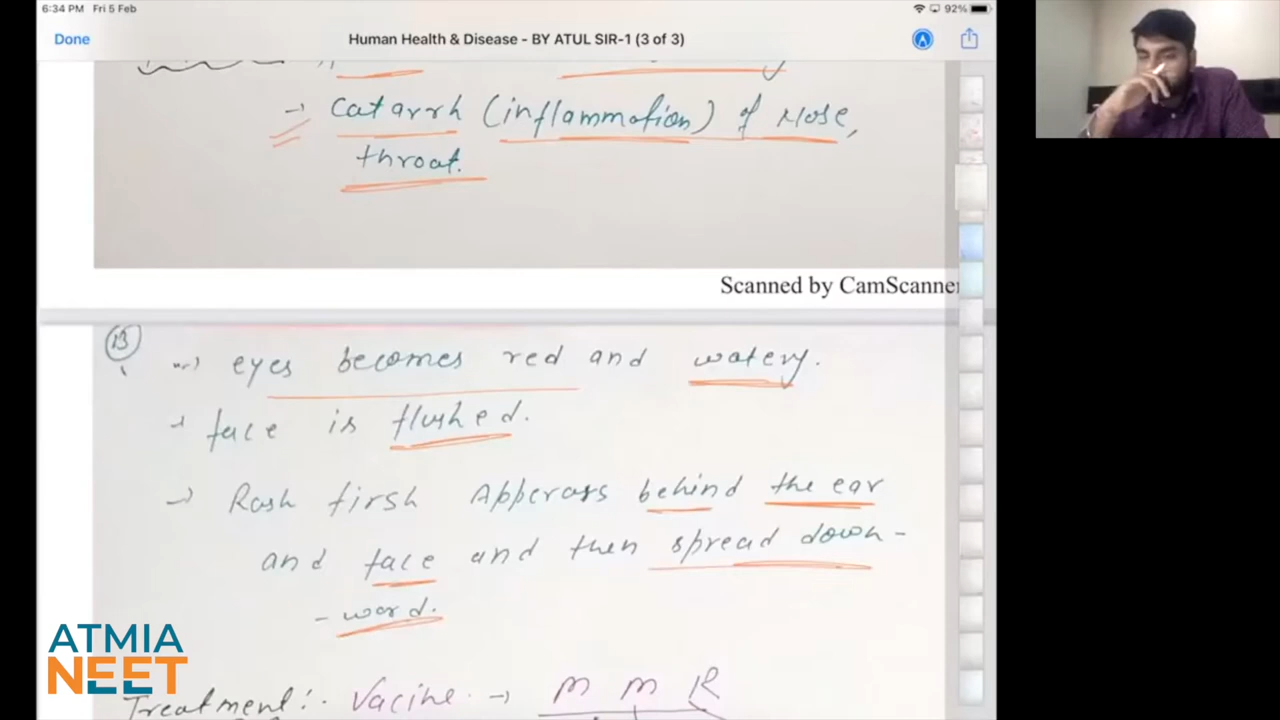 6:34 PM Fri 5 Feb
92%
Done
Human Health & Disease - BY ATUL SIR-1 (3 of 3)
→ Catarrh (inflammation) of Nose,
throat.
Scanned by CamScanner
13
→ eyes becomes red and watery.
→ face is flushed.
→ Rash firsh Apperars behind the ear
and face and then spread down-
-ward.
ATMIA
NEET
Treatment:- Vacine → M M R